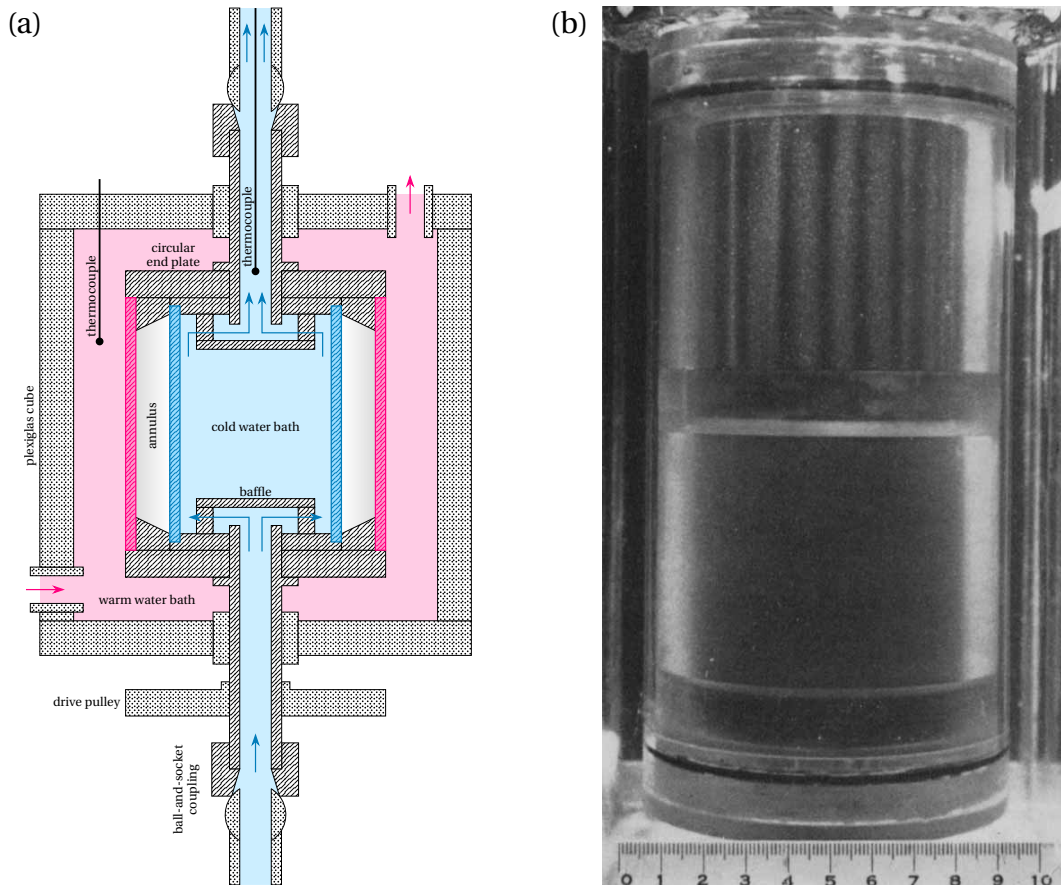 (a)
thermocouple
circular
end plate
thermocouple
plexiglas cube
annulus
cold water bath
baffle
warm water bath
drive pulley
ball-and-socket
coupling
(b)
0 1 2 3 4 5 6 7 8 9 10